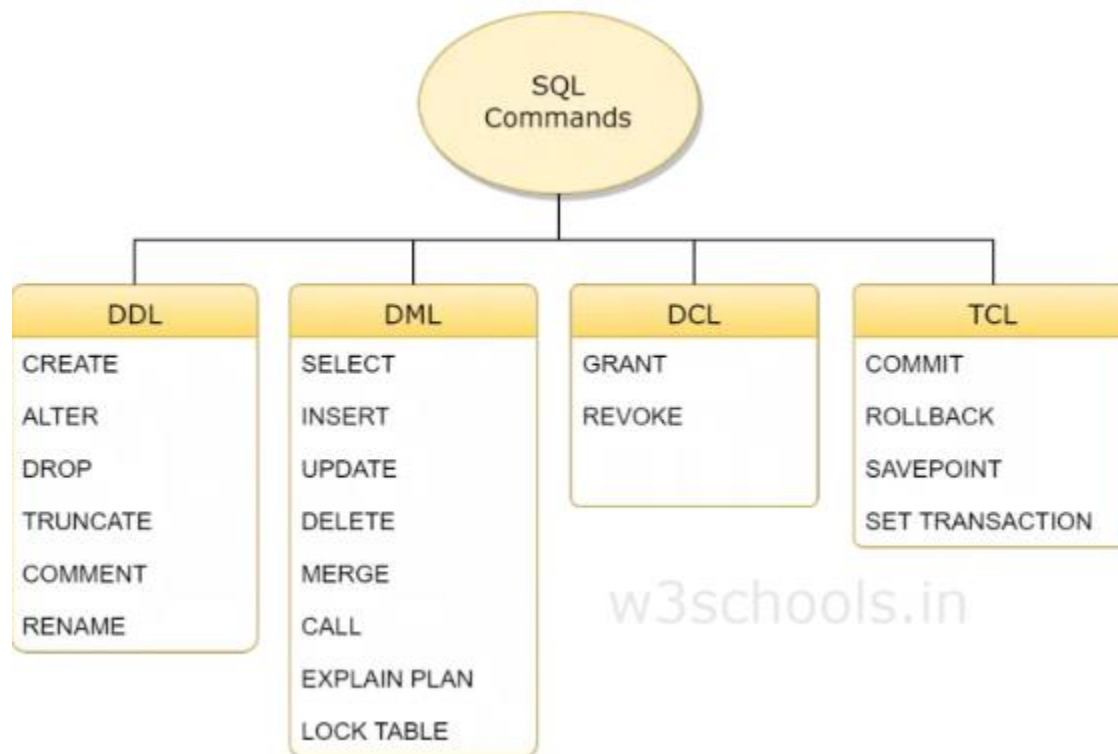 SQL
Commands
DDL
CREATE
ALTER
DROP
TRUNCATE
COMMENT
RENAME
DML
SELECT
INSERT
UPDATE
DELETE
MERGE
CALL
EXPLAIN PLAN
LOCK TABLE
DCL
GRANT
REVOKE
TCL
COMMIT
ROLLBACK
SAVEPOINT
SET TRANSACTION
w3schools.in